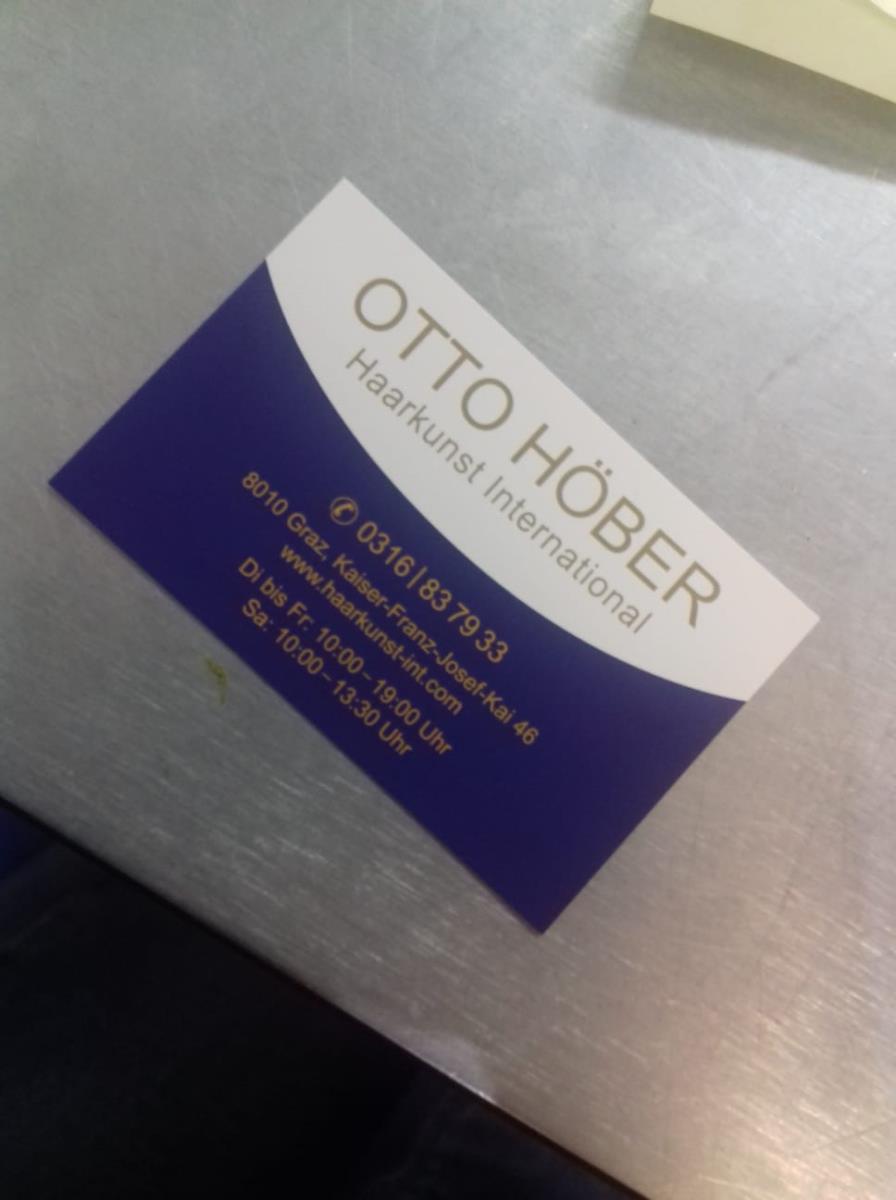 OTTO HÖBER
Haarkunst International
✆ 0316 | 83 79 33
8010 Graz, Kaiser-Franz-Josef-Kai 46
www.haarkunst-int.com
Di bis Fr: 10:00 – 19:00 Uhr
Sa: 10:00 – 13:30 Uhr